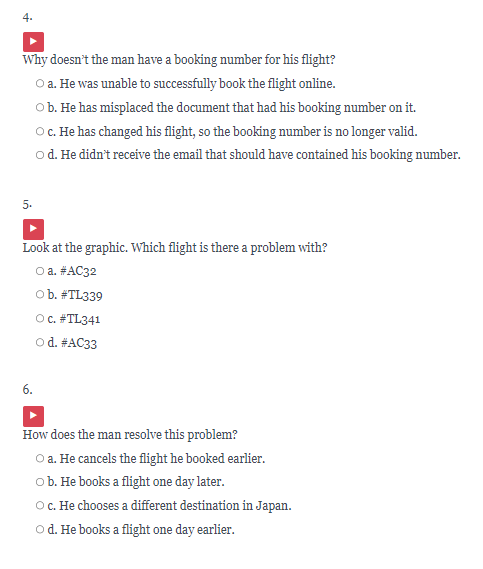 4.
Why doesn't the man have a booking number for his flight?
a. He was unable to successfully book the flight online.
b. He has misplaced the document that had his booking number on it.
c. He has changed his flight, so the booking number is no longer valid.
d. He didn't receive the email that should have contained his booking number.
5.
Look at the graphic. Which flight is there a problem with?
a. #AC32
b. #TL339
c. #TL341
d. #AC33
6.
How does the man resolve this problem?
a. He cancels the flight he booked earlier.
b. He books a flight one day later.
c. He chooses a different destination in Japan.
d. He books a flight one day earlier.